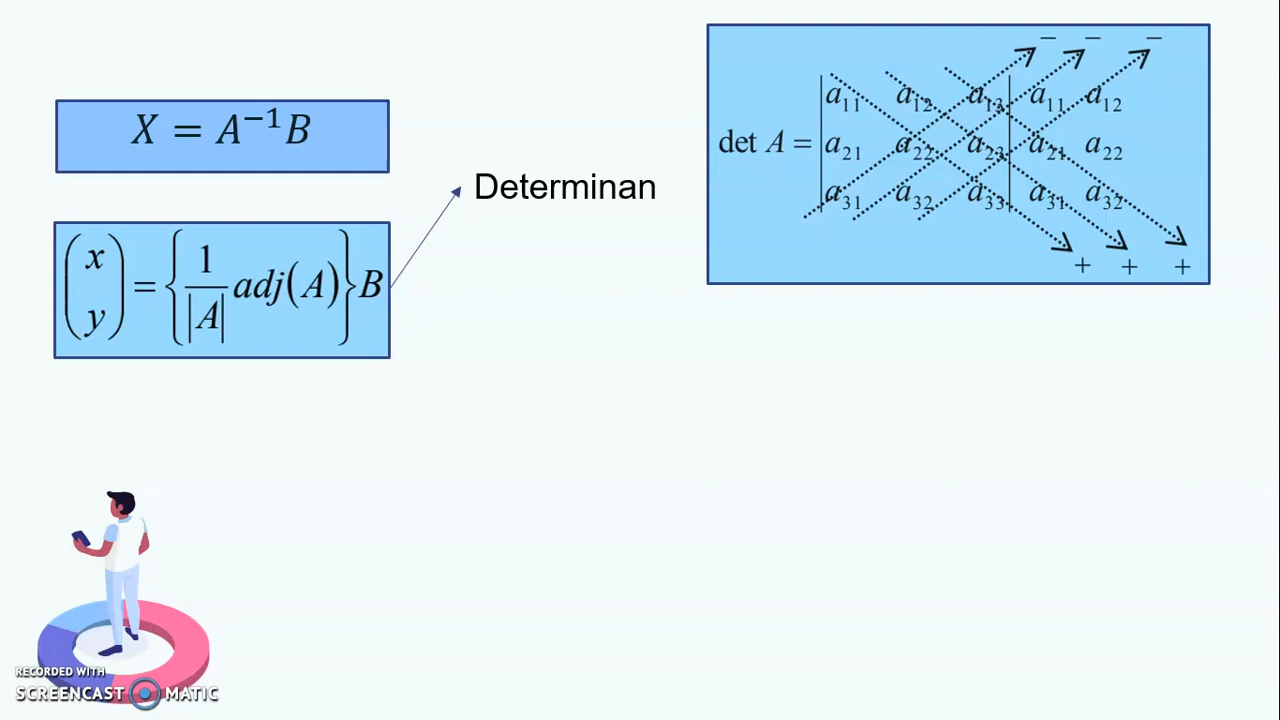 X = A⁻¹B
(x y) = {1/|A| adj(A)}B
Determinan
− − −
a₁₁ a₁₂ a₁₃ a₁₁ a₁₂
det A = a₂₁ a₂₂ a₂₃ a₂₁ a₂₂
a₃₁ a₃₂ a₃₃ a₃₁ a₃₂
+ + +
RECORDED WITH
SCREENCAST MATIC